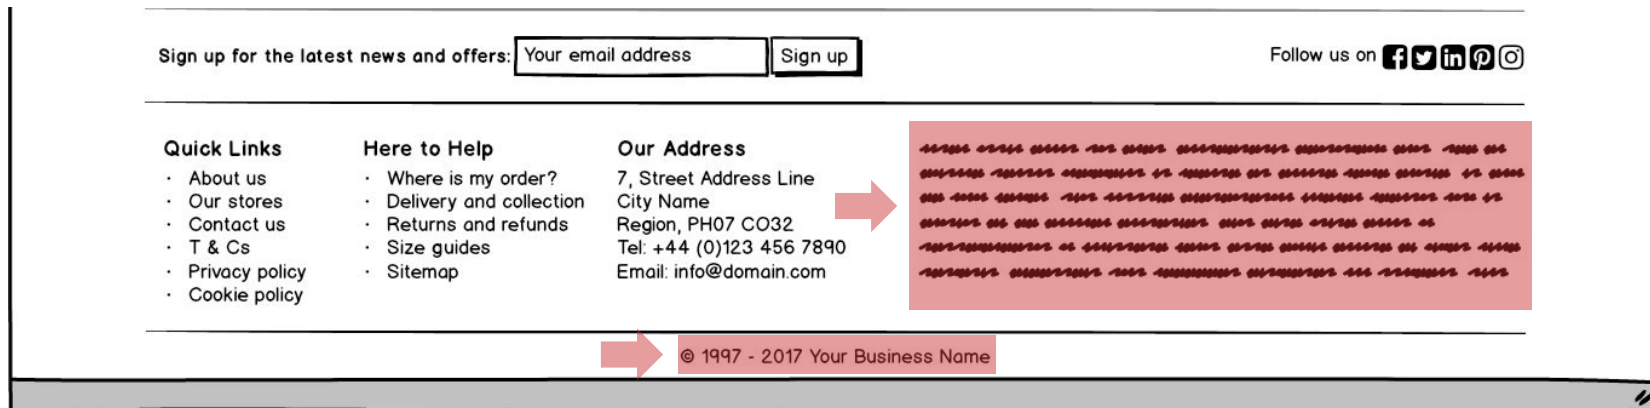 Sign up for the latest news and offers: Your email address Sign up
Follow us on
Quick Links
· About us
· Our stores
· Contact us
· T & Cs
· Privacy policy
· Cookie policy
Here to Help
· Where is my order?
· Delivery and collection
· Returns and refunds
· Size guides
· Sitemap
Our Address
7, Street Address Line
City Name
Region, PH07 CO32
Tel: +44 (0)123 456 7890
Email: info@domain.com
© 1997 - 2017 Your Business Name